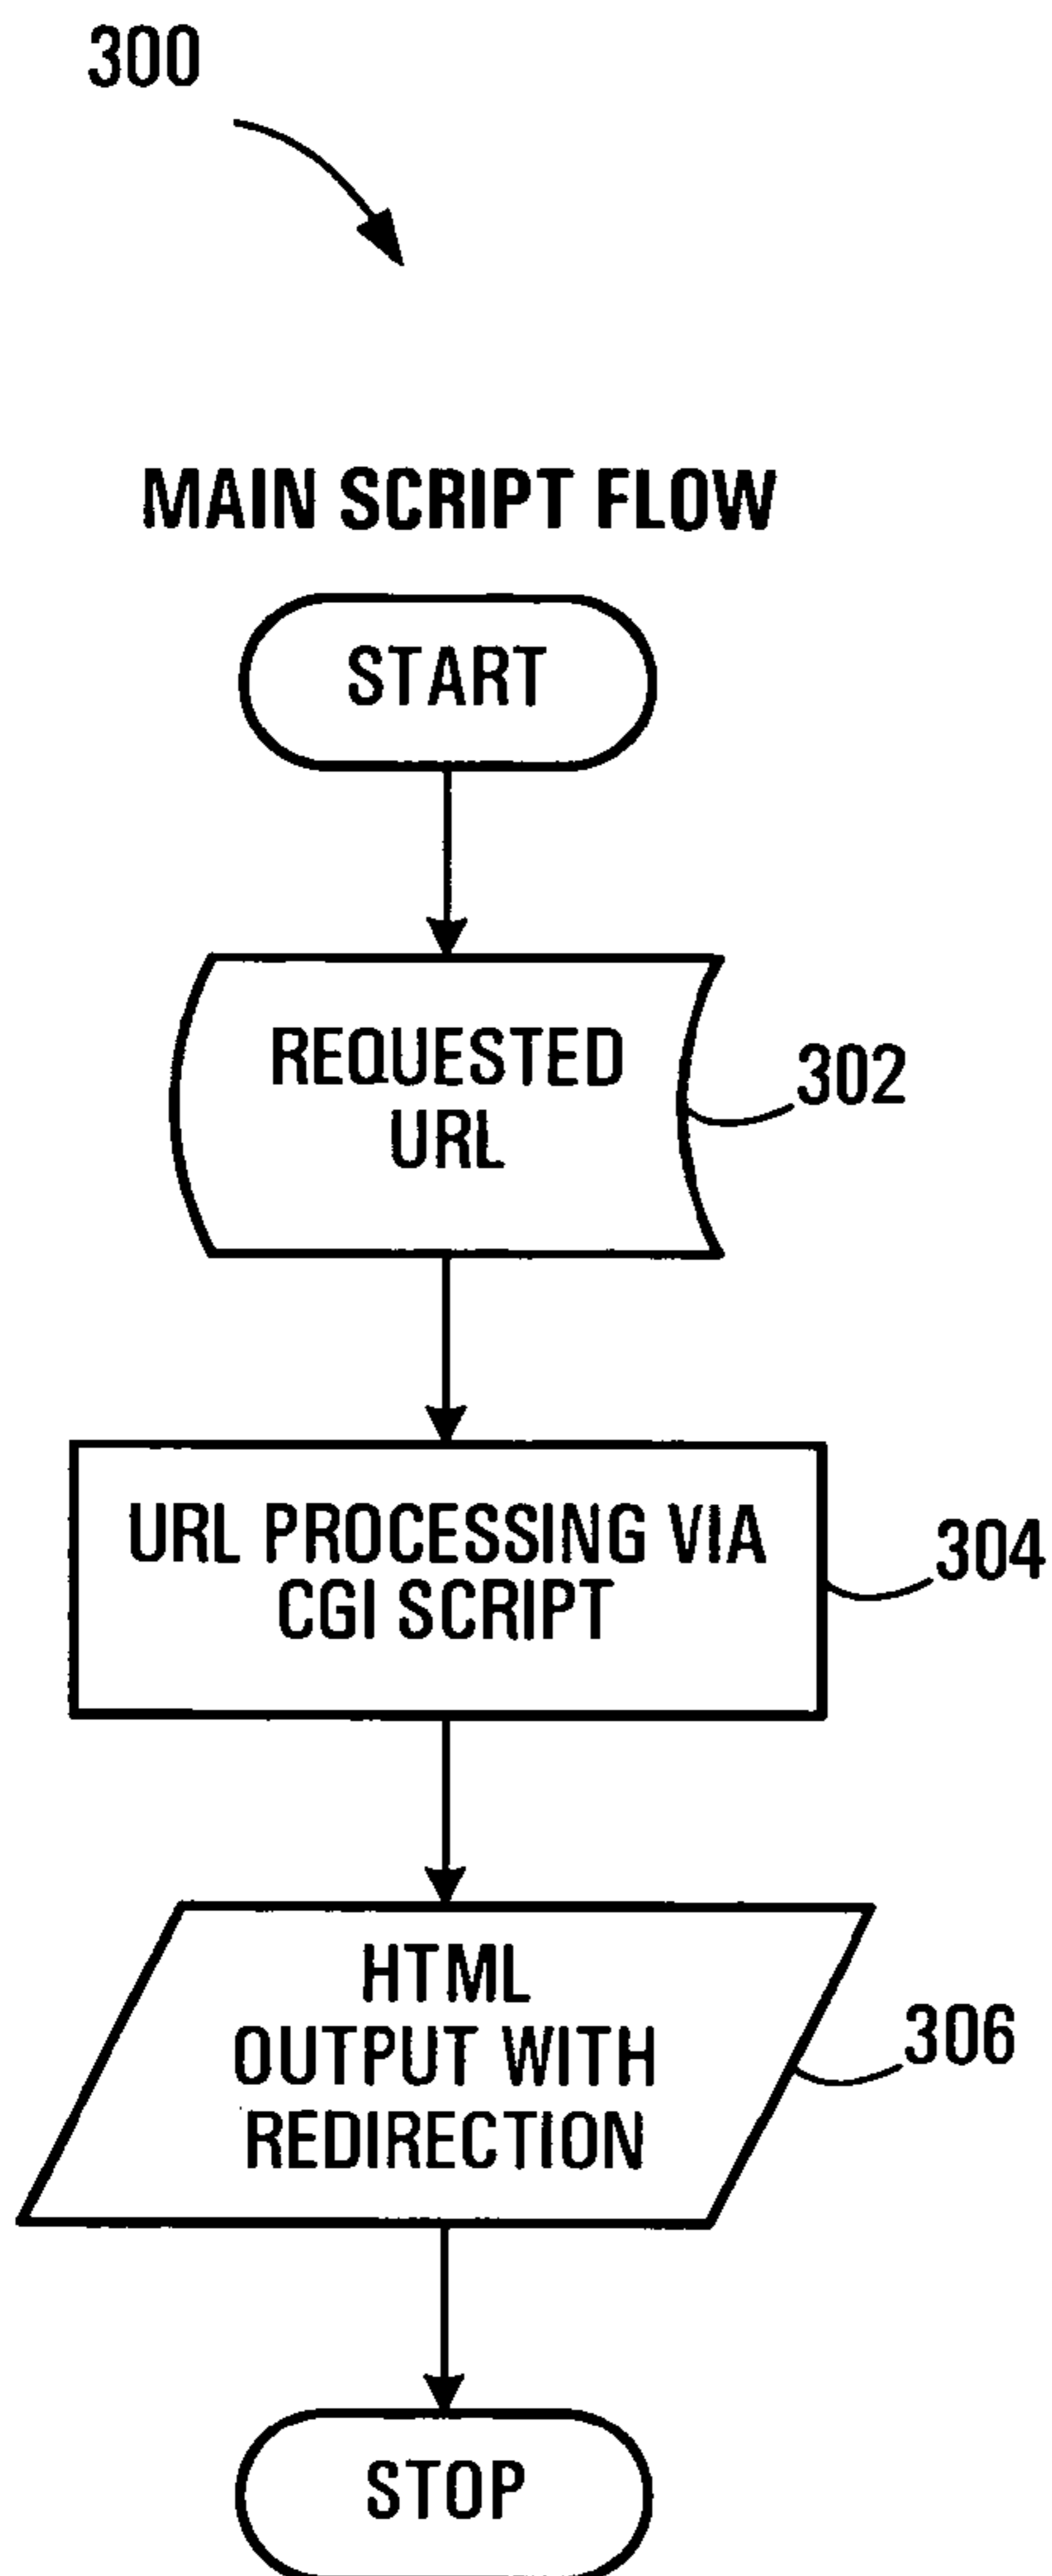 300
MAIN SCRIPT FLOW
START
REQUESTED
URL
302
URL PROCESSING VIA
CGI SCRIPT
304
HTML
OUTPUT WITH
REDIRECTION
306
STOP